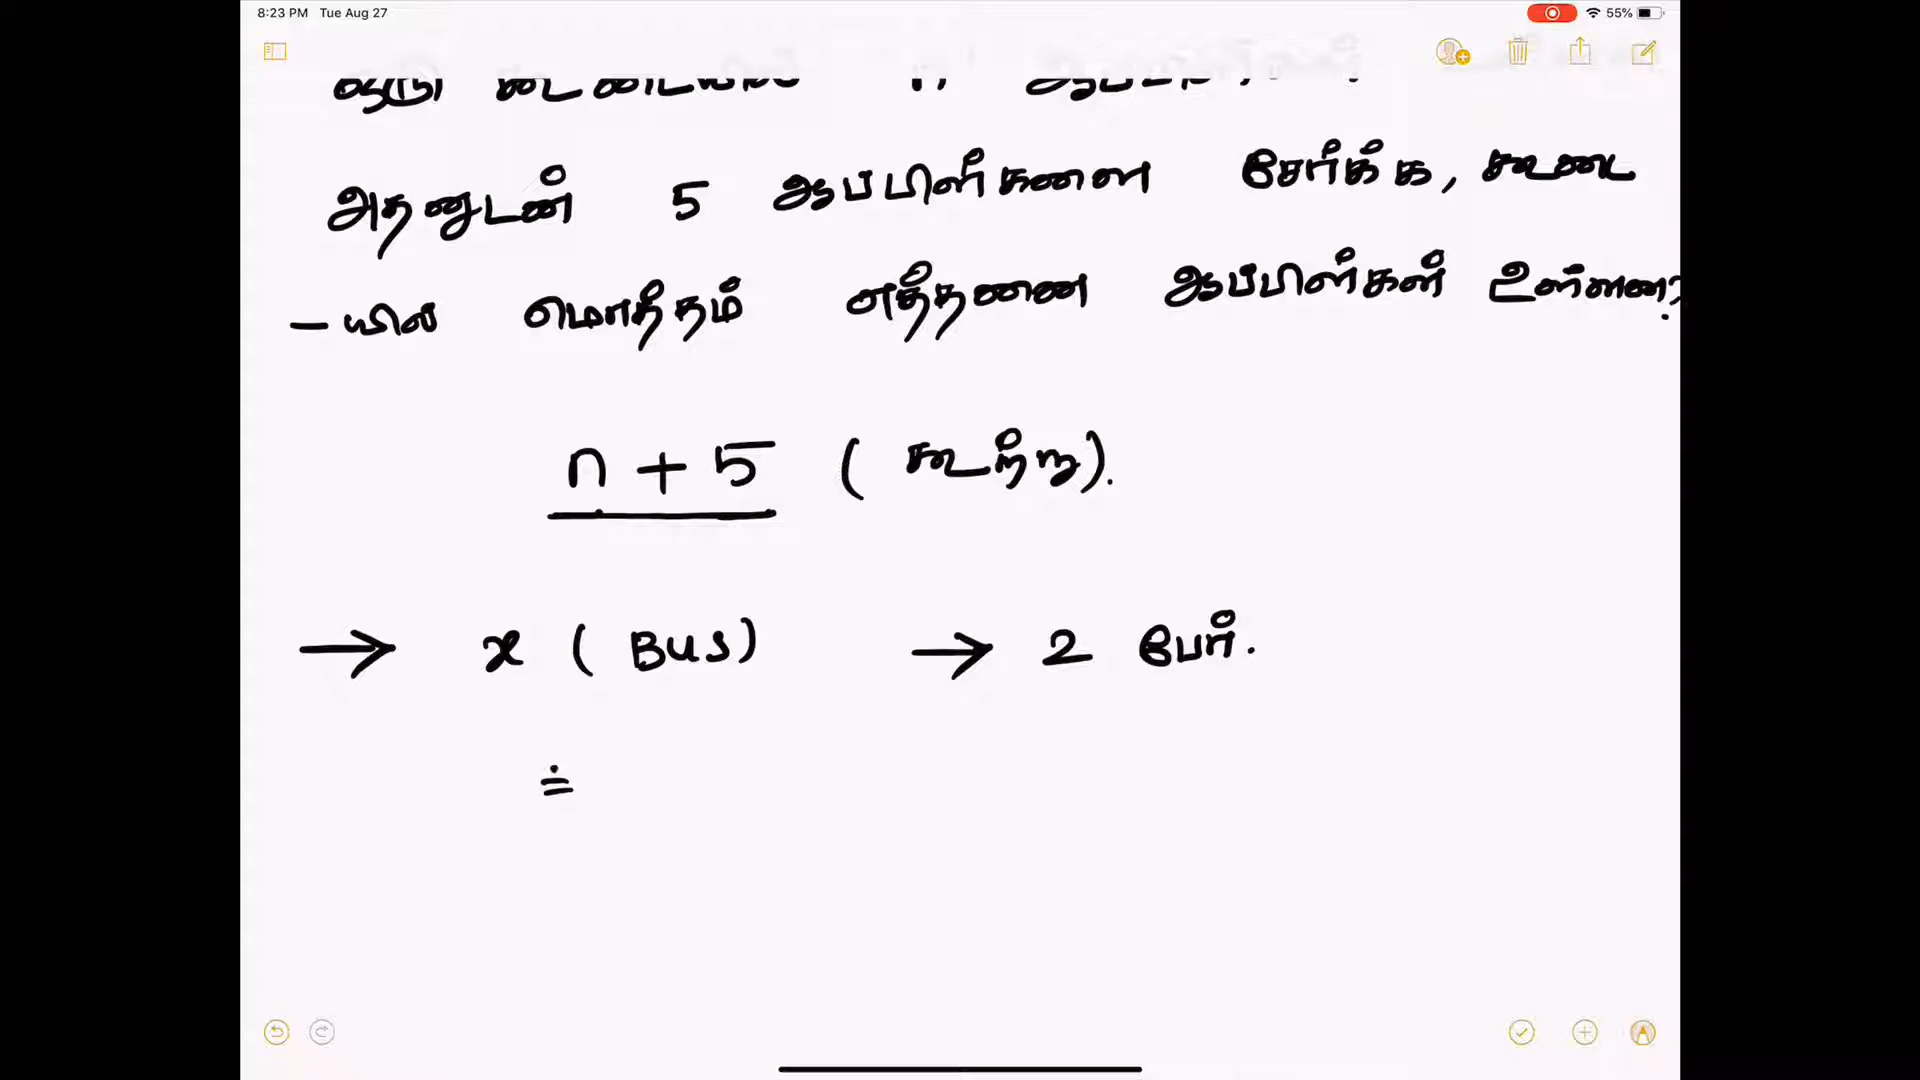 8:23 PM Tue Aug 27 55%
அதனுடன் 5 ஆப்பிள்களை சேர்க்க, கூடை
-யில் மொத்தம் எத்தனை ஆப்பிள்கள் உள்ளன?
n + 5 (கூற்று).
→ x (BUS) → 2 பேர்.